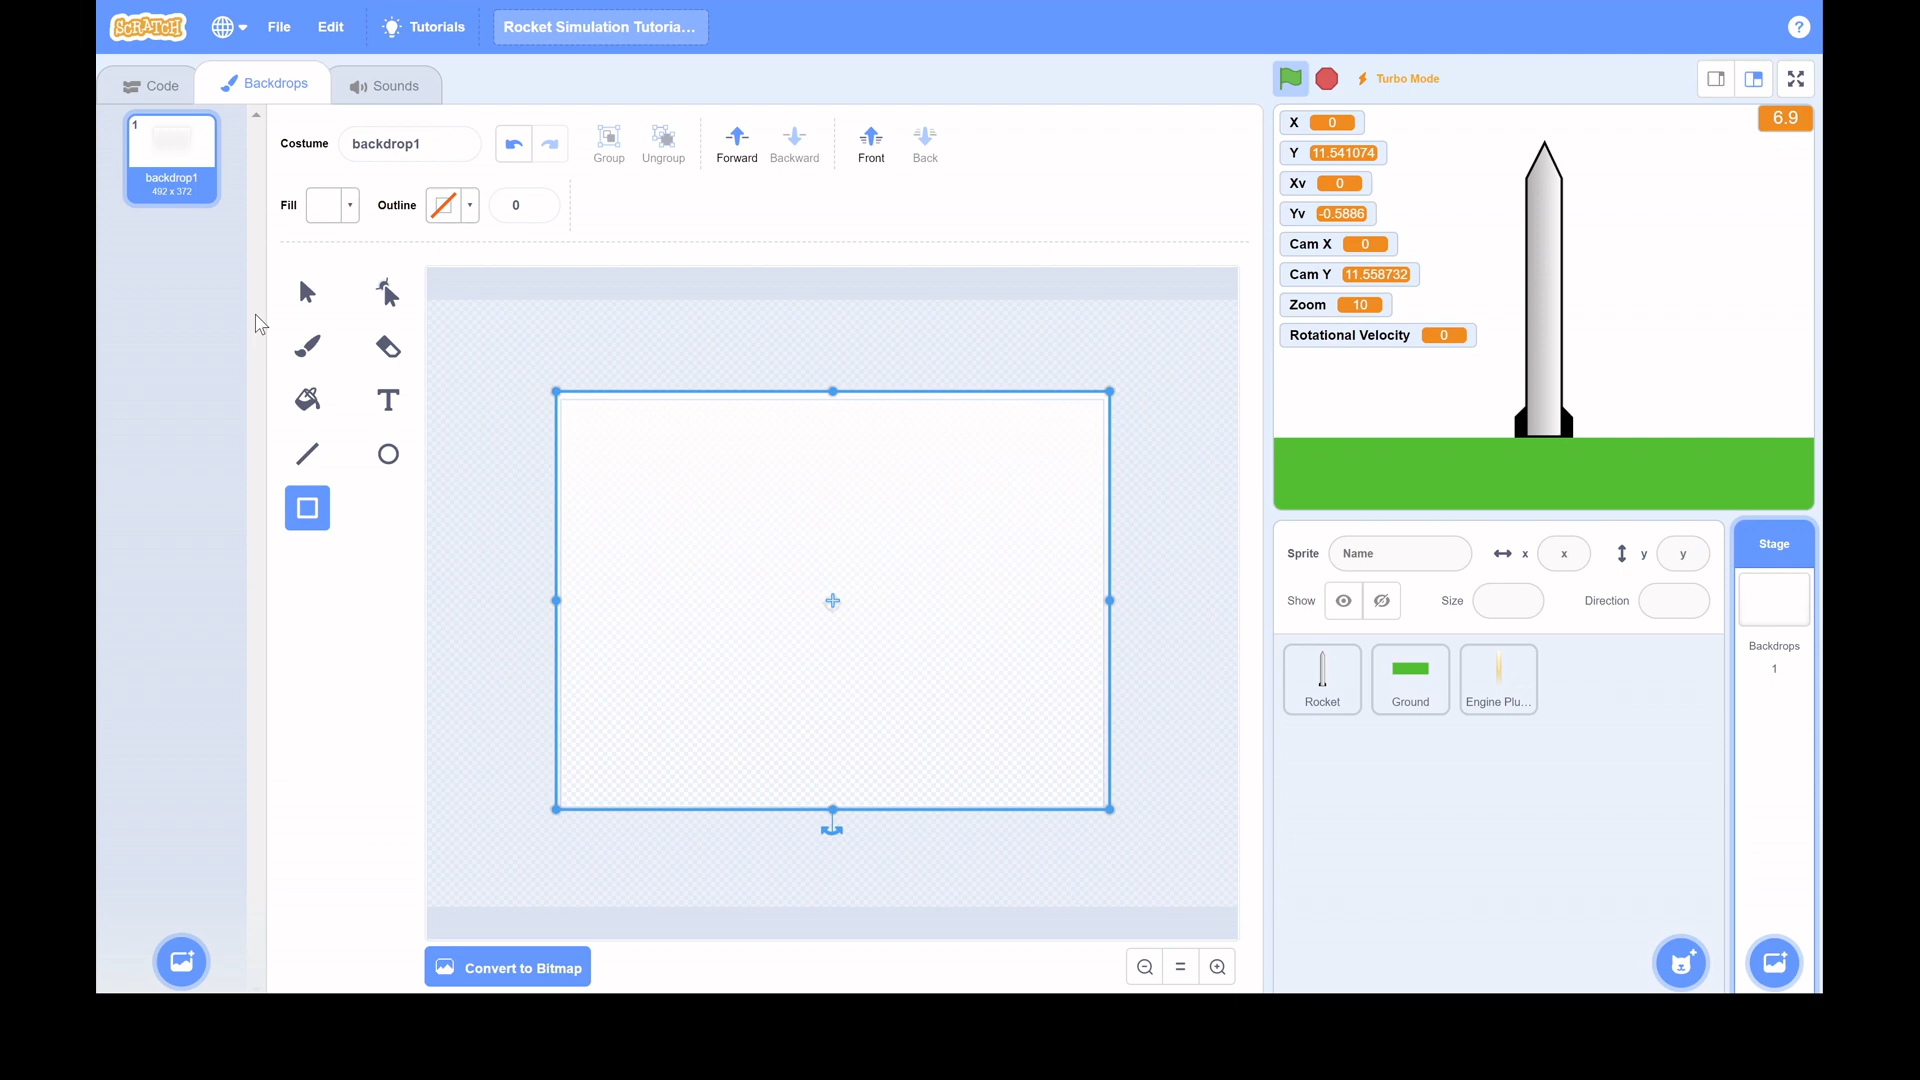 SCRATCH File Edit Tutorials Rocket Simulation Tutoria... ?
Code Backdrops Sounds
Turbo Mode
1
backdrop1
492 x 372
Costume backdrop1
Group Ungroup Forward Backward Front Back
Fill Outline 0
T
Convert to Bitmap
=
X 0
6.9
Y 11.541074
Xv 0
Yv -0.5886
Cam X 0
Cam Y 11.558732
Zoom 10
Rotational Velocity 0
Sprite Name x x y y
Show Size Direction
Rocket Ground Engine Plu...
Stage
Backdrops
1